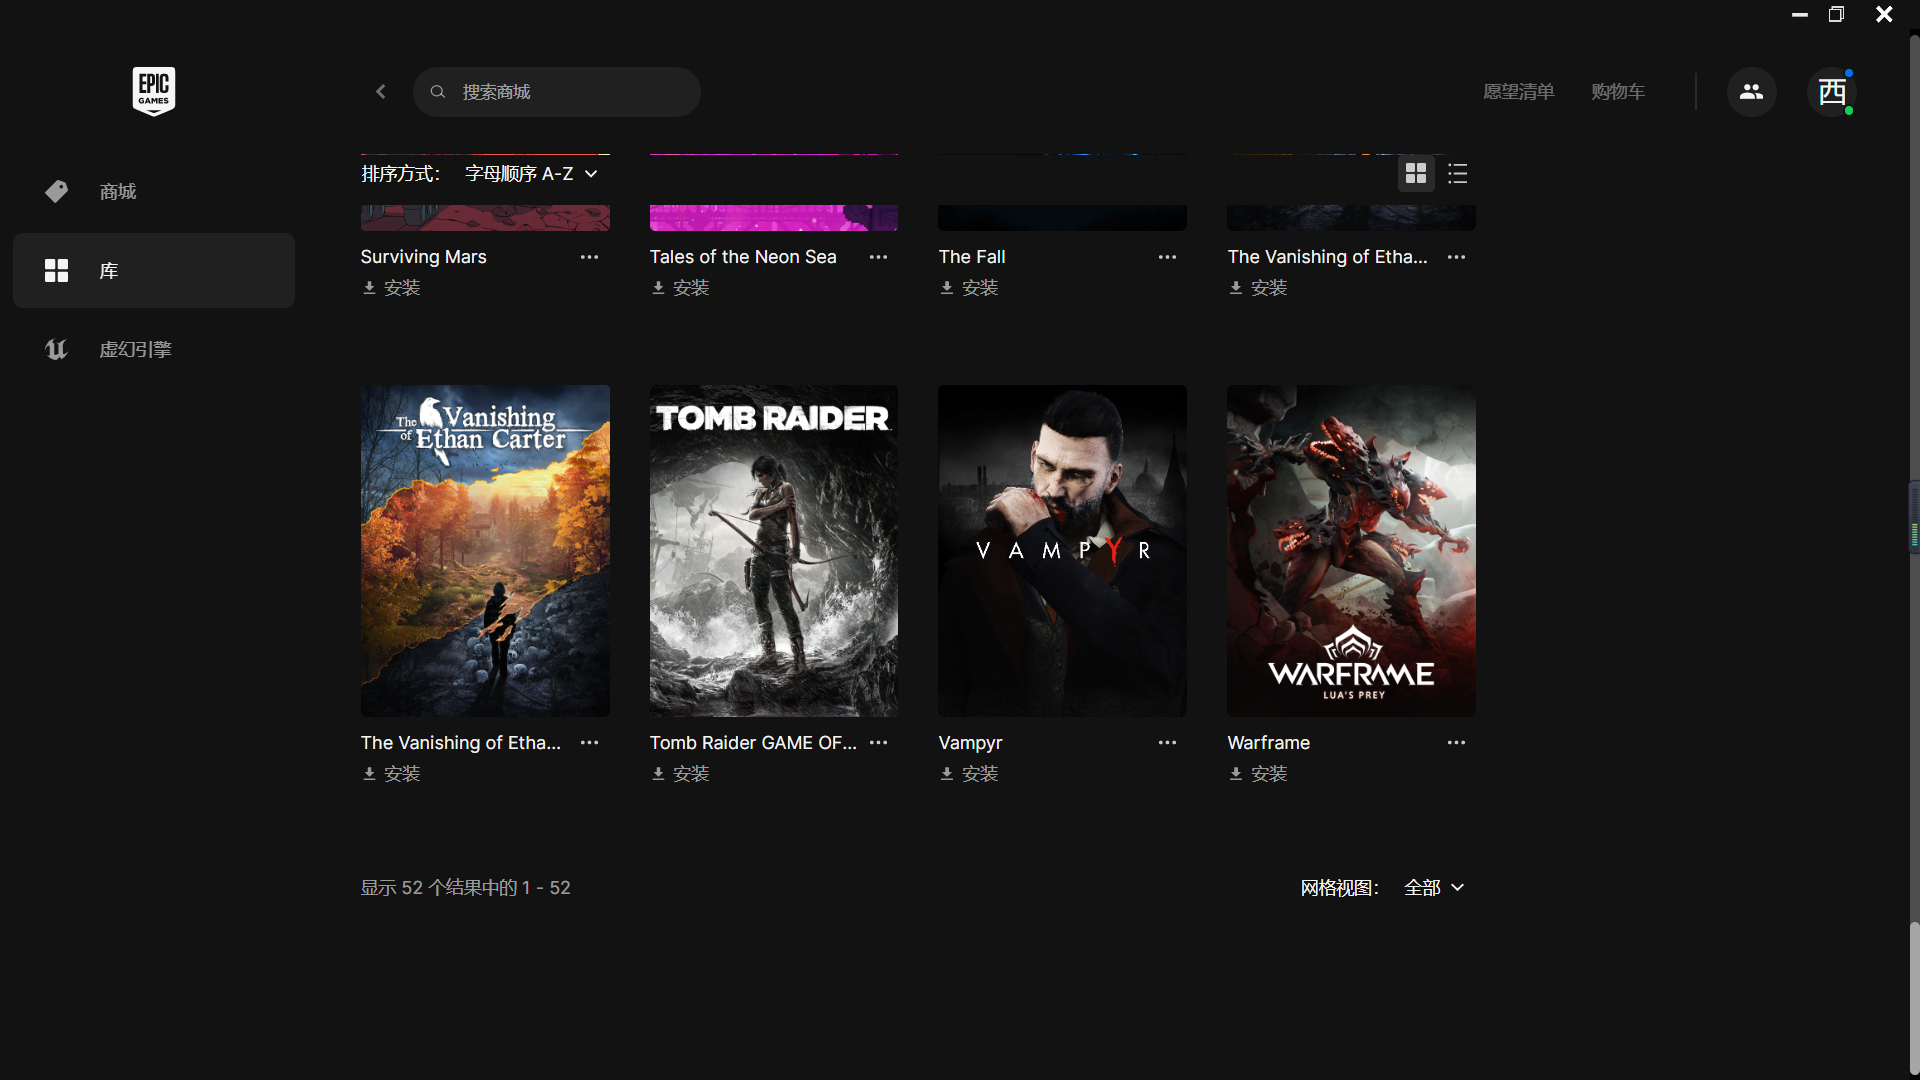 EPIC
GAMES
搜索商城
愿望清单
购物车
西
商城
库
虚幻引擎
排序方式：
字母顺序 A-Z
Surviving Mars
安装
Tales of the Neon Sea
安装
The Fall
安装
The Vanishing of Etha...
安装
The Vanishing
of Ethan Carter
TOMB RAIDER
VAMPYR
WARFRAME
LUA'S PREY
The Vanishing of Etha...
安装
Tomb Raider GAME OF...
安装
Vampyr
安装
Warframe
安装
显示 52 个结果中的 1 - 52
网格视图：
全部